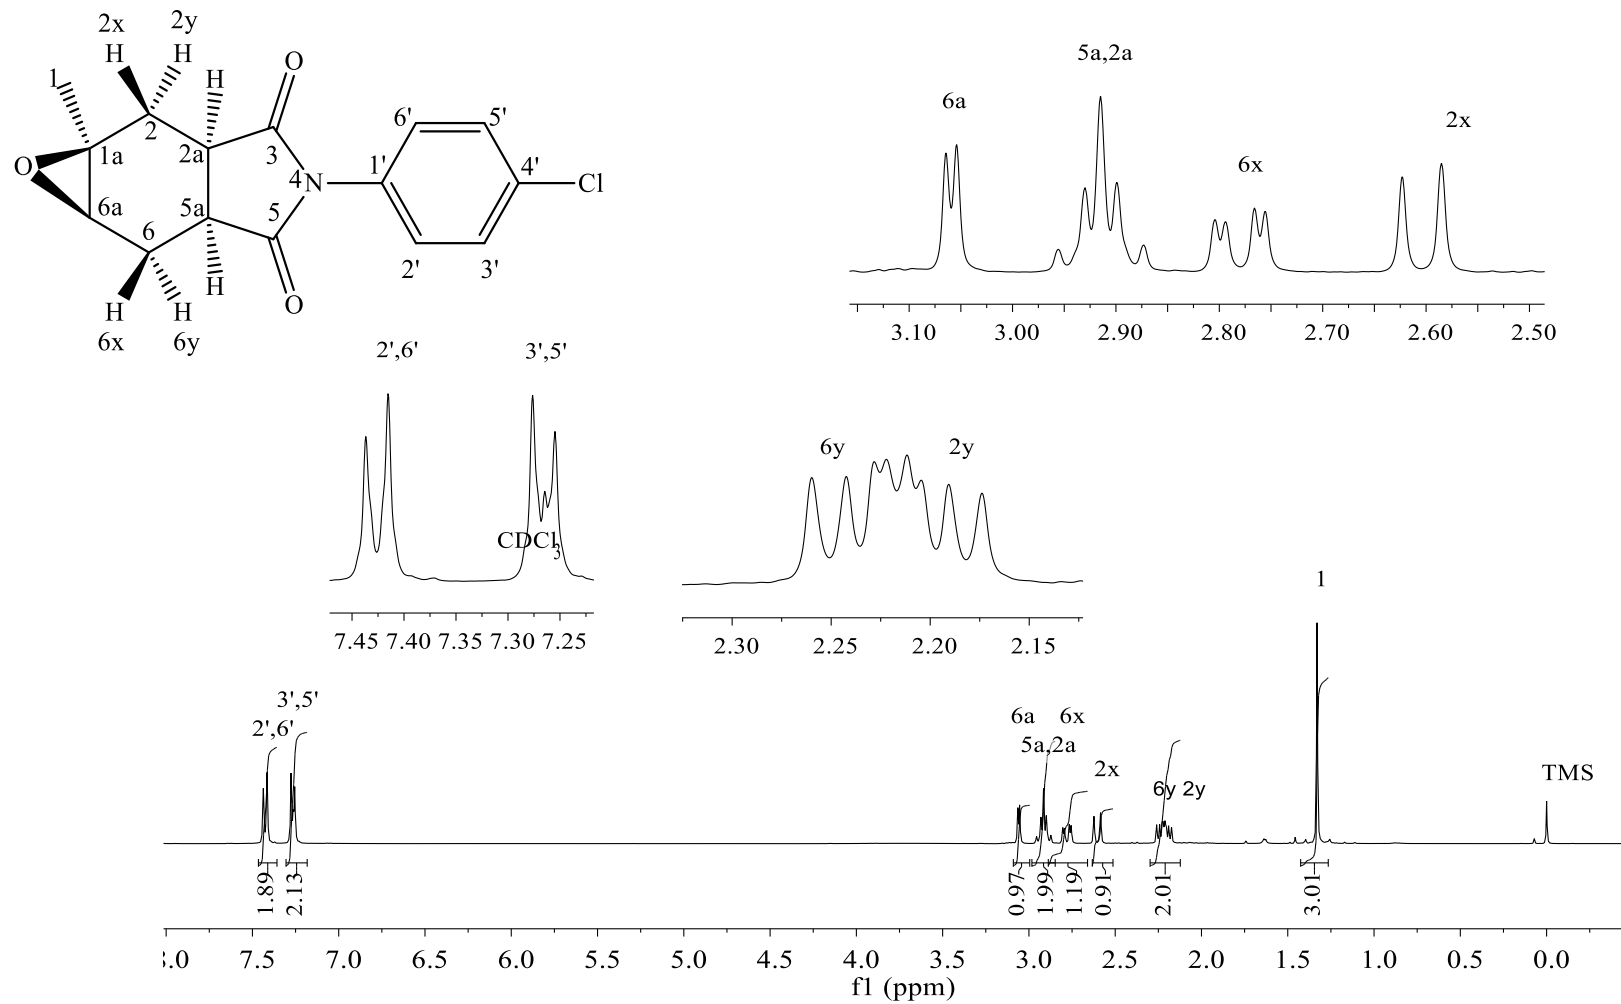 2x 2y
H H H
1
O
O
2
1a 2a 3
6' 5'
1' 4'
4N Cl
6a 5a 5
6
2' 3'
H H H
O
6x 6y
6a
5a,2a
6x
2x
3.10 3.00 2.90 2.80 2.70 2.60 2.50
2',6' 3',5'
CDCl3
7.45 7.40 7.35 7.30 7.25
6y 2y
2.30 2.25 2.20 2.15
1
3',5'
2',6'
6a 6x
5a,2a
2x
6y 2y
TMS
1.89 2.13 0.97 1.99 1.19 0.91 2.01 3.01
8.0 7.5 7.0 6.5 6.0 5.5 5.0 4.5 4.0 3.5 3.0 2.5 2.0 1.5 1.0 0.5 0.0
f1 (ppm)